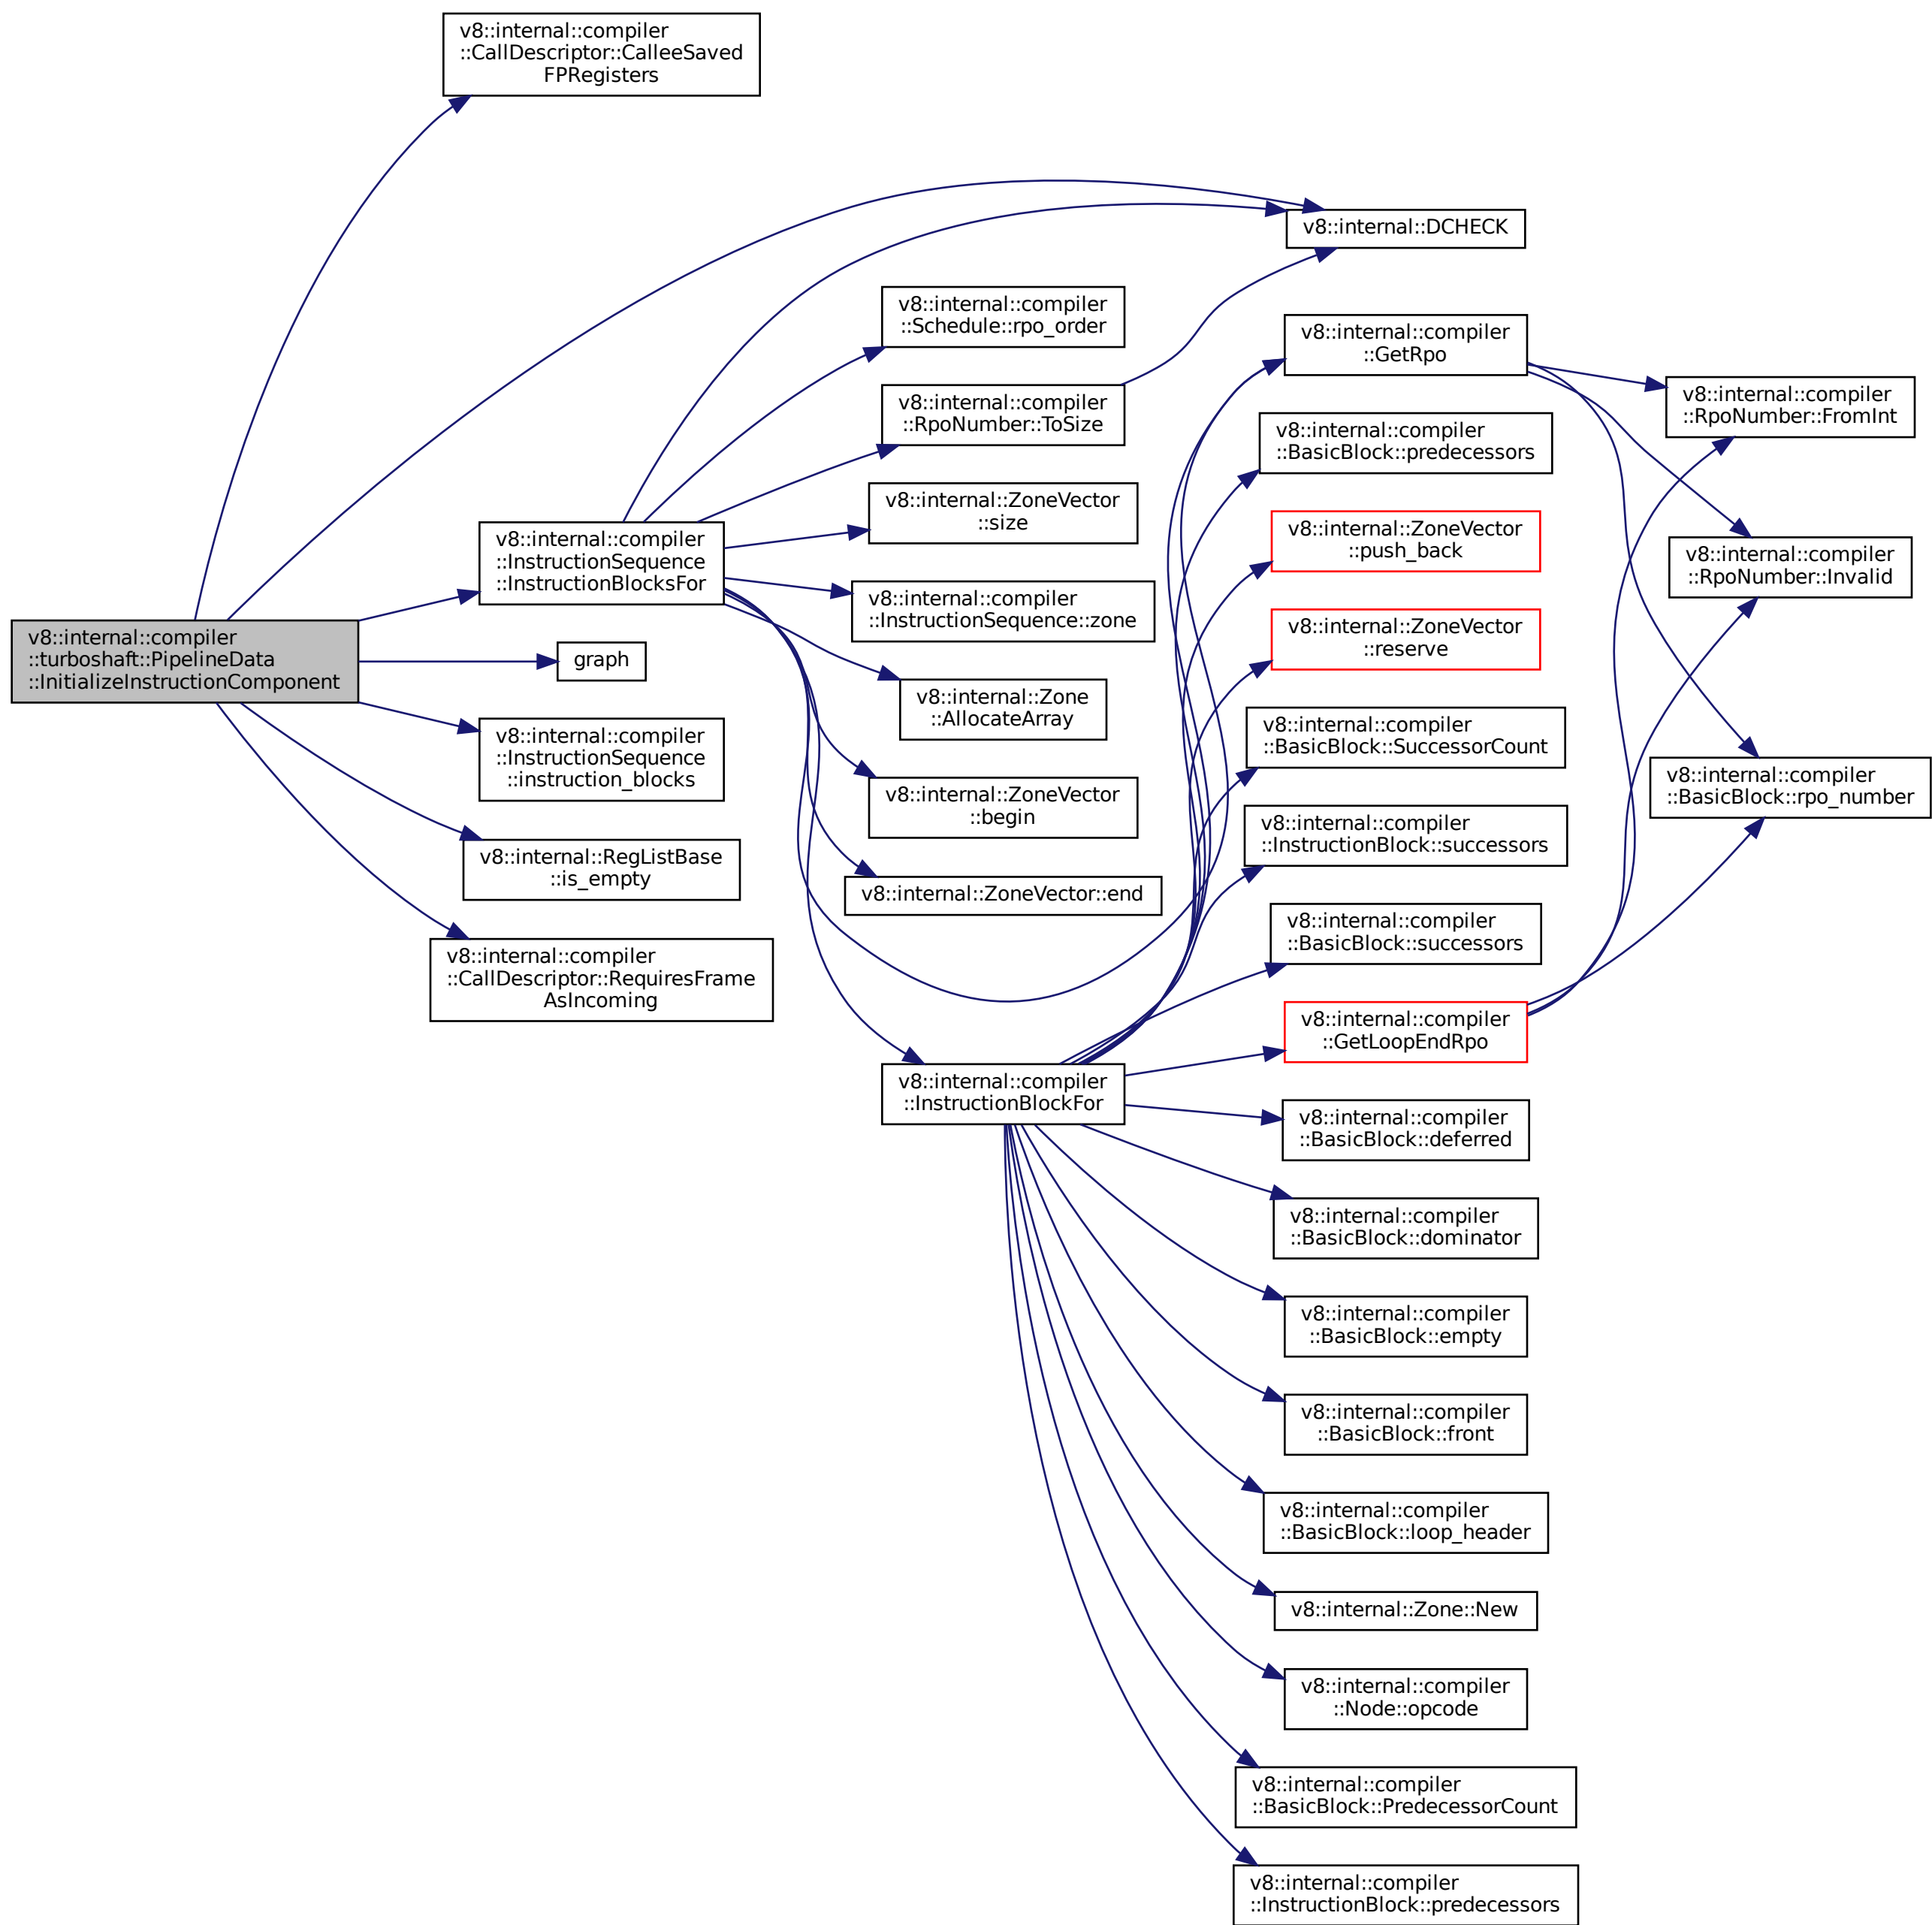 v8::internal::compiler
::CallDescriptor::CalleeSaved
FPRegisters
v8::internal::DCHECK
v8::internal::compiler
::Schedule::rpo_order
v8::internal::compiler
::GetRpo
v8::internal::compiler
::RpoNumber::FromInt
v8::internal::compiler
::RpoNumber::ToSize
v8::internal::compiler
::BasicBlock::predecessors
v8::internal::ZoneVector
::size
v8::internal::ZoneVector
::push_back
v8::internal::compiler
::InstructionSequence
::InstructionBlocksFor
v8::internal::compiler
::RpoNumber::Invalid
v8::internal::compiler
::InstructionSequence::zone
v8::internal::ZoneVector
::reserve
v8::internal::compiler
::turboshaft::PipelineData
::InitializeInstructionComponent
graph
v8::internal::Zone
::AllocateArray
v8::internal::compiler
::BasicBlock::SuccessorCount
v8::internal::compiler
::InstructionSequence
::instruction_blocks
v8::internal::compiler
::BasicBlock::rpo_number
v8::internal::ZoneVector
::begin
v8::internal::compiler
::InstructionBlock::successors
v8::internal::RegListBase
::is_empty
v8::internal::ZoneVector::end
v8::internal::compiler
::BasicBlock::successors
v8::internal::compiler
::CallDescriptor::RequiresFrame
AsIncoming
v8::internal::compiler
::GetLoopEndRpo
v8::internal::compiler
::InstructionBlockFor
v8::internal::compiler
::BasicBlock::deferred
v8::internal::compiler
::BasicBlock::dominator
v8::internal::compiler
::BasicBlock::empty
v8::internal::compiler
::BasicBlock::front
v8::internal::compiler
::BasicBlock::loop_header
v8::internal::Zone::New
v8::internal::compiler
::Node::opcode
v8::internal::compiler
::BasicBlock::PredecessorCount
v8::internal::compiler
::InstructionBlock::predecessors